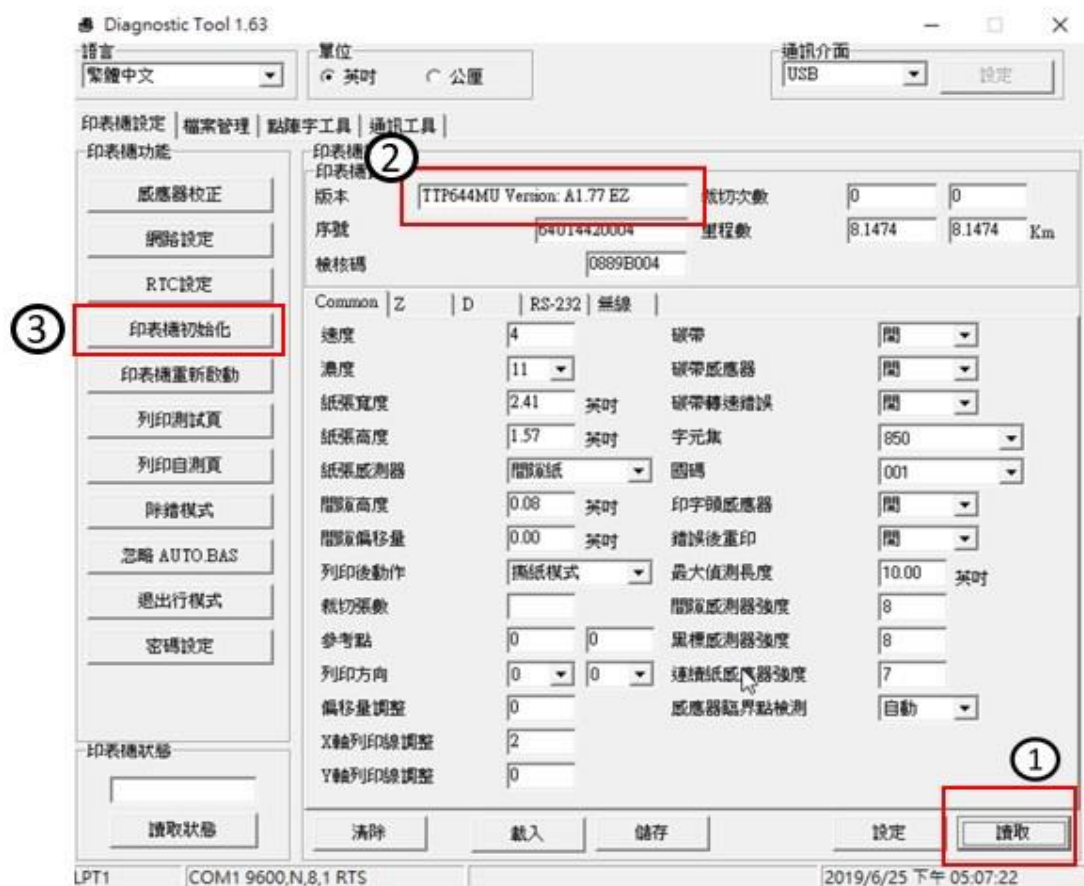 Diagnostic Tool 1.63
語言
單位
通訊介面
繁體中文
英吋 公厘
USB
設定
印表機設定 檔案管理 點陣字工具 通訊工具
印表機功能
感應器校正
網路設定
RTC設定
③
印表機初始化
印表機重新啟動
列印測試頁
列印自測頁
除錯模式
忽略 AUTO.BAS
退出行模式
密碼設定
印表機狀態
讀取狀態
②
印表機
印表機
版本 TTP644MU Version: A1.77 EZ 裁切次數 0 0
序號 64014420004 里程數 8.1474 8.1474 Km
檢核碼 0889B004
Common Z D RS-232 無線
速度 4 碳帶 開
濃度 11 碳帶感應器 開
紙張寬度 2.41 英吋 碳帶轉速錯誤 開
紙張高度 1.57 英吋 字元集 850
紙張感測器 間隙紙 國碼 001
間隙高度 0.08 英吋 印字頭感應器 開
間隙偏移量 0.00 英吋 錯誤後重印 開
列印後動作 撕紙模式 最大偵測長度 10.00 英吋
裁切張數 間隙感測器強度 8
參考點 0 0 黑標感測器強度 8
列印方向 0 0 連續紙感應器強度 7
偏移量調整 0 感應器臨界點檢測 自動
X軸列印線調整 2
Y軸列印線調整 0
①
清除 載入 儲存 設定 讀取
LPT1 COM1 9600,N,8,1 RTS 2019/6/25 下午 05:07:22